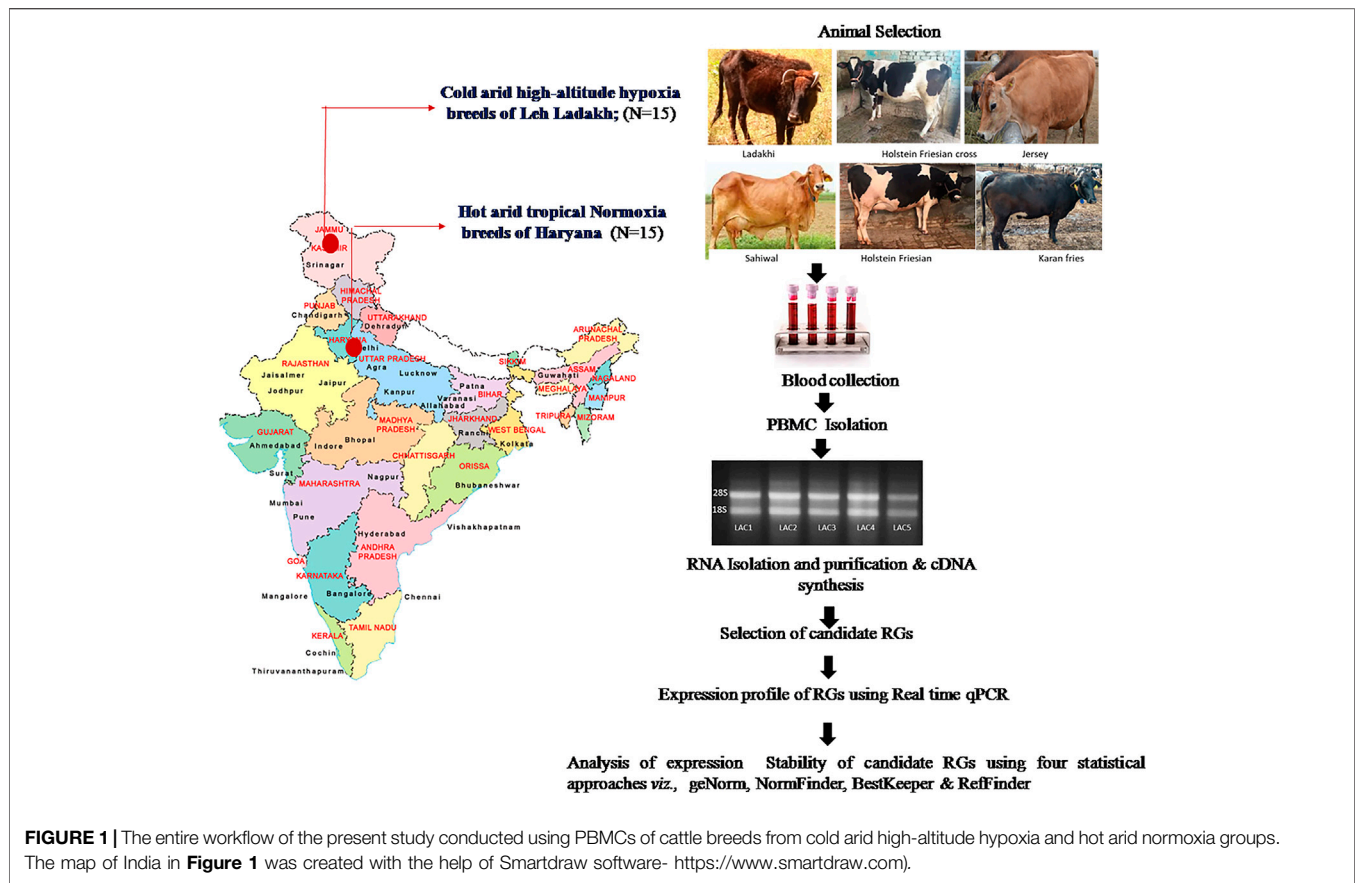 Animal Selection
Cold arid high-altitude hypoxia
breeds of Leh Ladakh; (N=15)
Ladakhi
Holstein Friesian cross
Jersey
Hot arid tropical Normoxia
breeds of Haryana (N=15)
Sahiwal
Holstein Friesian
Karan fries
JAMMU
KASHMIR
Srinagar
HIMACHAL
PRADESH
PUNJAB
Chandigarh
UTTARAKHAND
Dehradun
HARYANA
elhi
ARUNACHAL
PRADESH
RAJASTHAN
UTTAR PRADESH
Agra
Lucknow
SIKKIM
ASSAM
Guwahati
NAGALAND
Jaisalmer
Jodhpur
Jaipur
Kanpur
Patna
BIHAR
MEGHALAYA
MANIPUR
Varanasi
Allahabad
TRIPURA
MIZORAM
GUJARAT
Ahmedabad
MADHYA
PRADESH
JHARKHAND
Ranchi
WEST BENGAL
Kolkata
Indore
Bhopal
CHHATTISGARH
ORISSA
Surat
MAHARASHTRA
Nagpur
Bhubaneshwar
Mumbai
Pune
Vishakhapatnam
Hyderabad
ANDHRA
PRADESH
GOA
KARNATAKA
Mangalore
Bangalore
Chennai
KERALA
TAMIL NADU
Cochin
Thiruvananthapuram
Blood collection
PBMC Isolation
28S
18S
LAC1
LAC2
LAC3
LAC4
LAC5
RNA Isolation and purification & cDNA
synthesis
Selection of candidate RGs
Expression profile of RGs using Real time qPCR
Analysis of expression Stability of candidate RGs using four statistical
approaches viz., geNorm, NormFinder, BestKeeper & RefFinder
FIGURE 1 | The entire workflow of the present study conducted using PBMCs of cattle breeds from cold arid high-altitude hypoxia and hot arid normoxia groups.
The map of India in Figure 1 was created with the help of Smartdraw software- https://www.smartdraw.com).